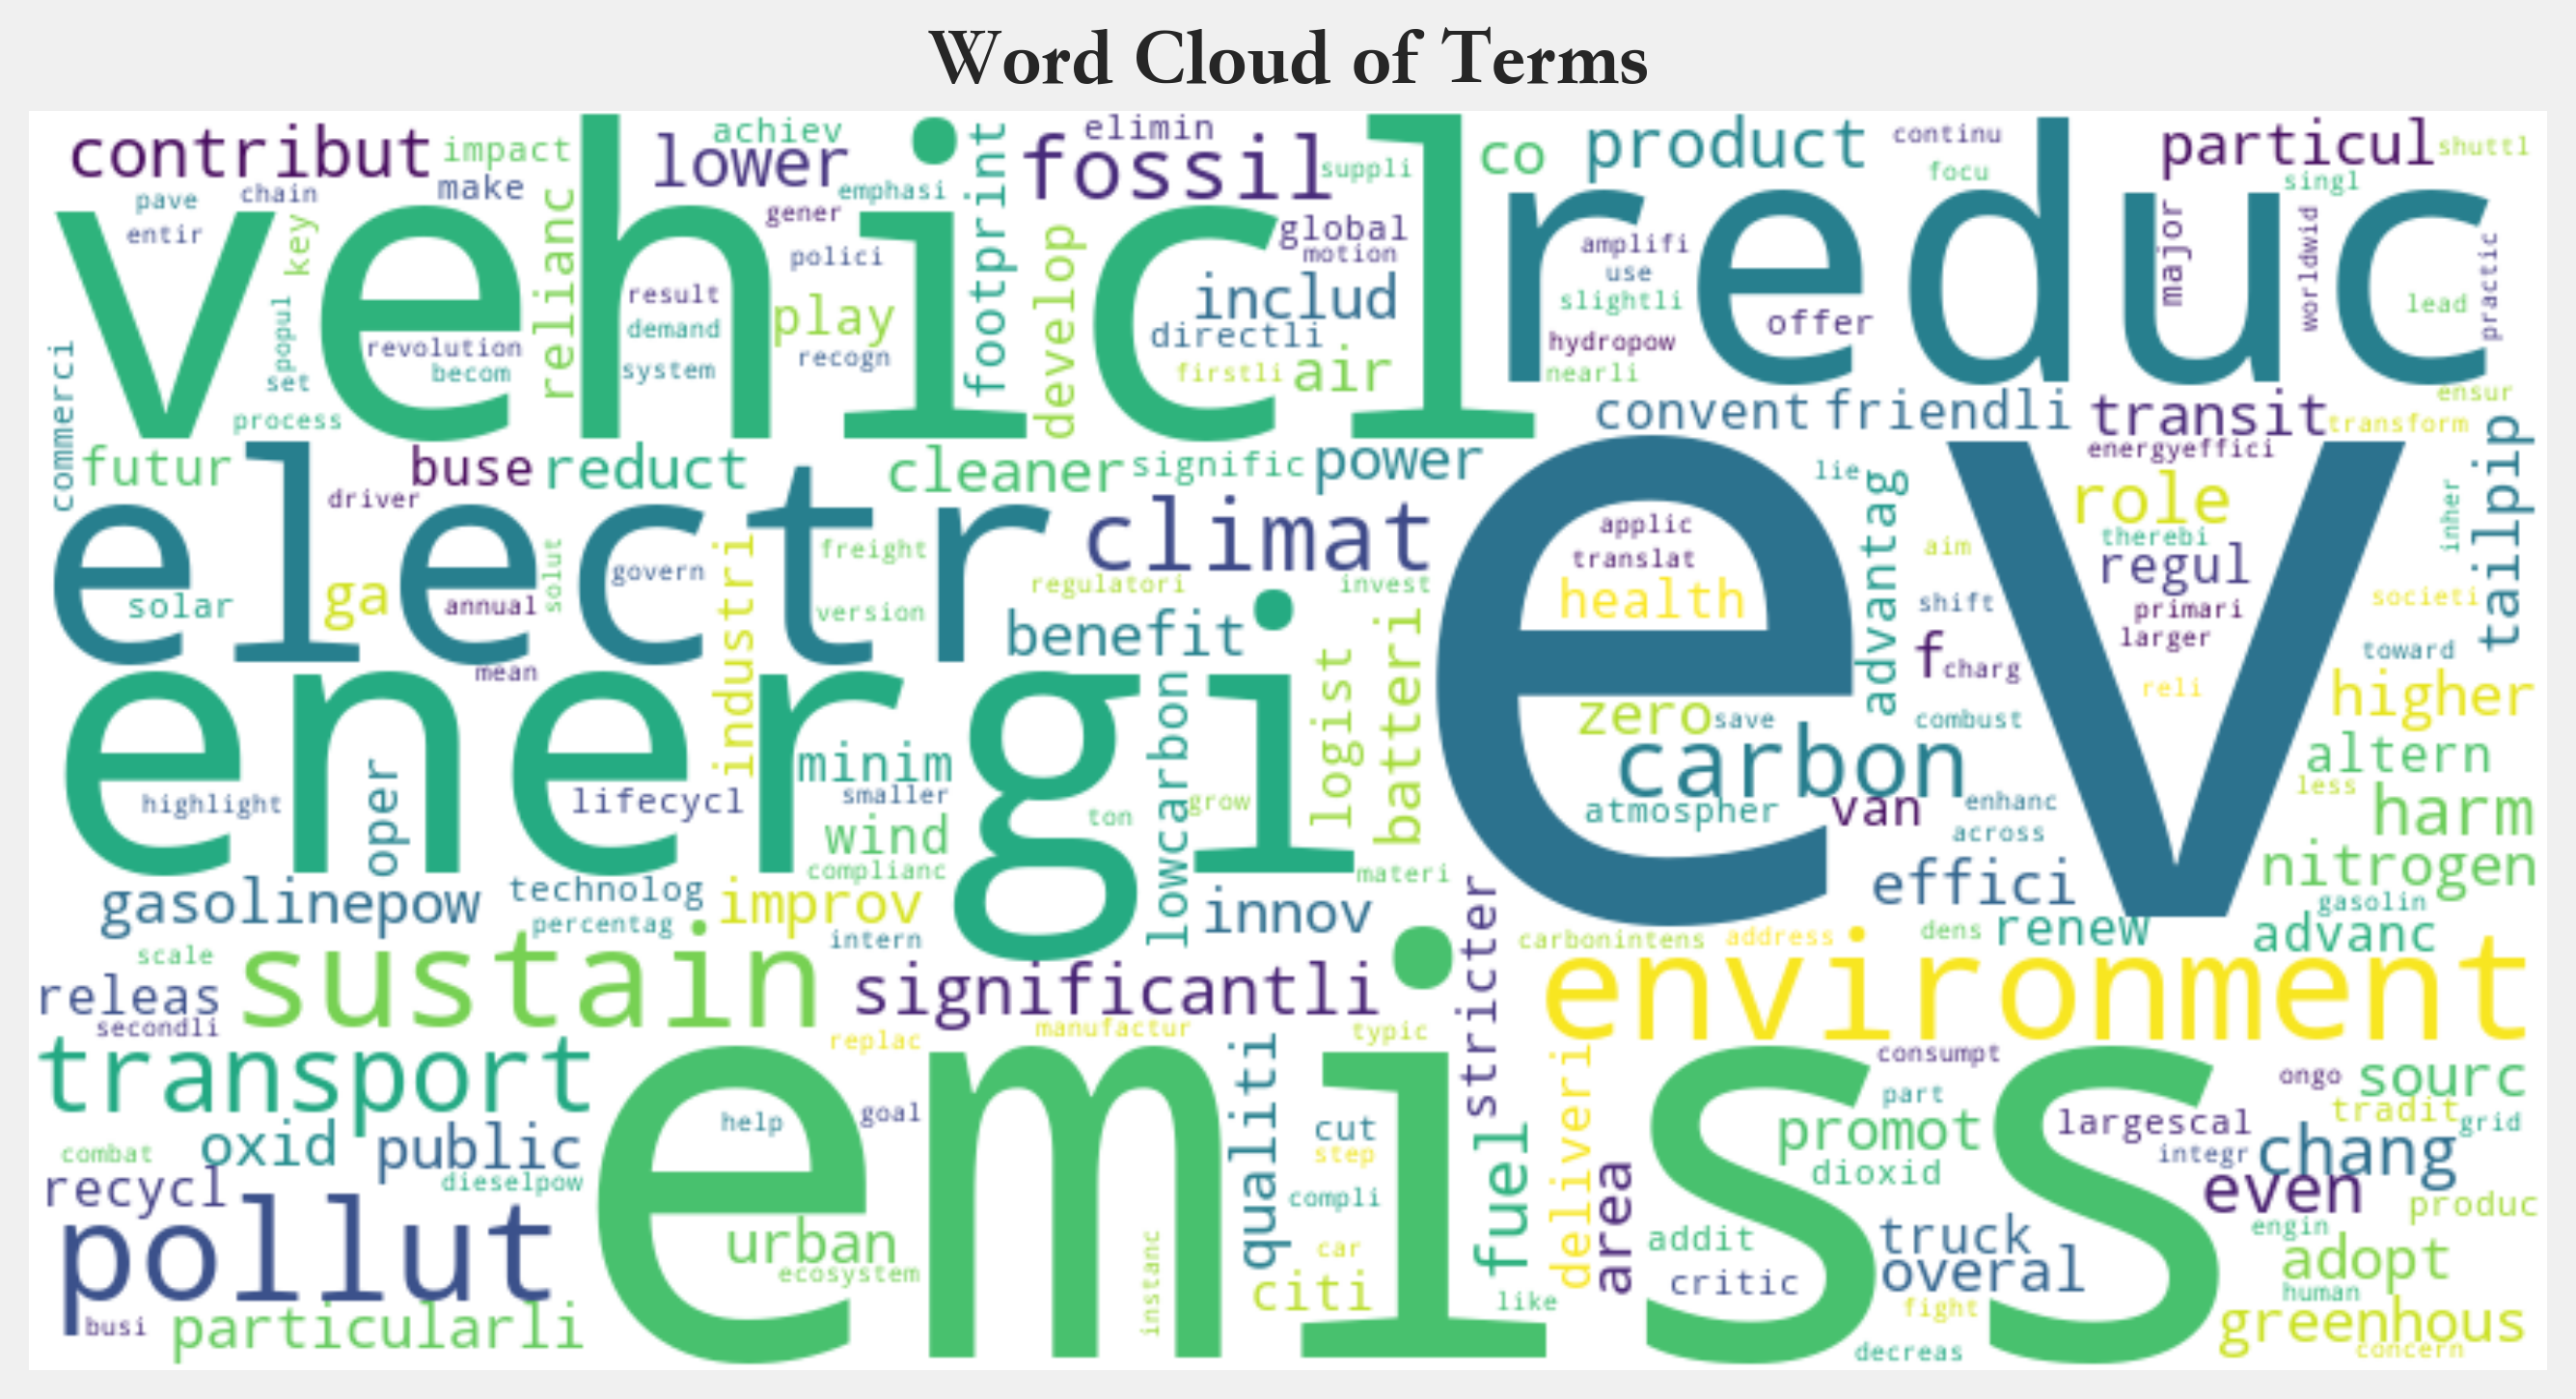 Word Cloud of Terms
contribut
impact
achiev
lower
elimin
fossil
suppli
co
product
continu
focu
particul
shuttl
singl
pave
chain
make
entir
key
relianc
emphasi
gener
polici
footprint
develop
global
motion
amplifi
use
slightli
hydropow
nearli
offer
major
worldwid
practic
lead
vehicl
reduc
result
demand
system
play
recogn
includ
directli
firstli
air
revolution
becom
popul
set
process
commerci
ensur
convent
friendli
transit
transform
energyeffici
futur
buse
reduct
cleaner
signific
power
lie
role
tailpip
inher
driver
electr
freight
climat
ev
applic
translat
health
advantag
aim
therebi
regul
shift
primari
larger
societi
toward
solar
ga
annual
solut
govern
industri
version
regulatori
invest
benefit
mean
f
charg
reli
higher
energi
logist
batteri
zero
save
combust
carbon
altern
less
highlight
oper
lifecycl
minim
smaller
wind
complianc
ton
lowcarbon
grow
materi
atmospher
van
enhanc
across
harm
nitrogen
gasolin
gasolinepow
technolog
percentag
improv
intern
innov
stricter
effici
carbonintens
address
dens
renew
advanc
scale
releas
secondli
sustain
significantli
replac
manufactur
typic
environment
transport
emiss
goal
help
qualiti
cut
step
compli
fuel
deliveri
area
consumpt
part
promot
dioxid
ongo
sourc
largescal
tradit
grid
integr
chang
combat
oxid
public
recycl
dieselpow
even
produc
pollut
urban
ecosystem
instanc
car
citi
like
addit
critic
truck
overal
engin
adopt
human
fight
greenhous
busi
particularli
decreas
concern